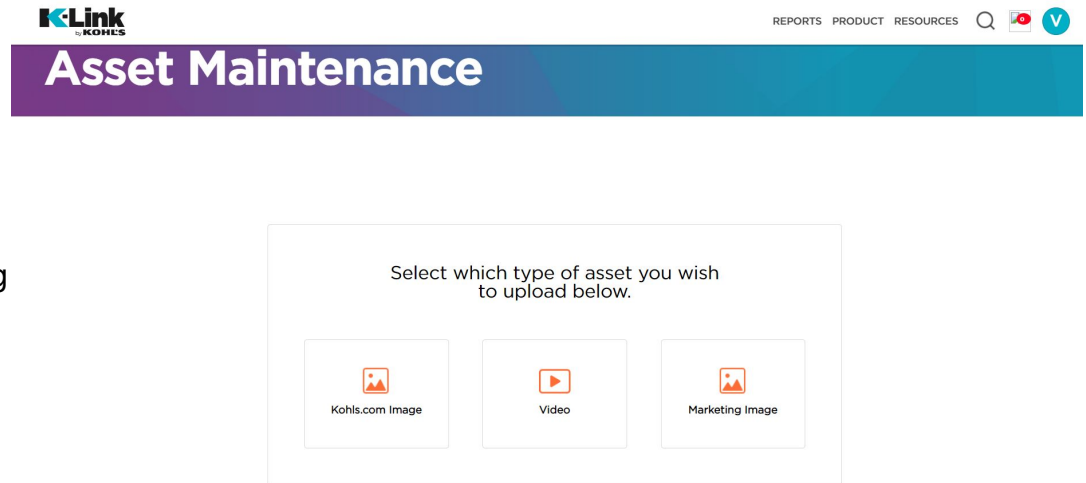 K-Link
by KOHL'S
REPORTS PRODUCT RESOURCES
0
V
Asset Maintenance
g
Select which type of asset you wish
to upload below.
Kohls.com Image
Video
Marketing Image